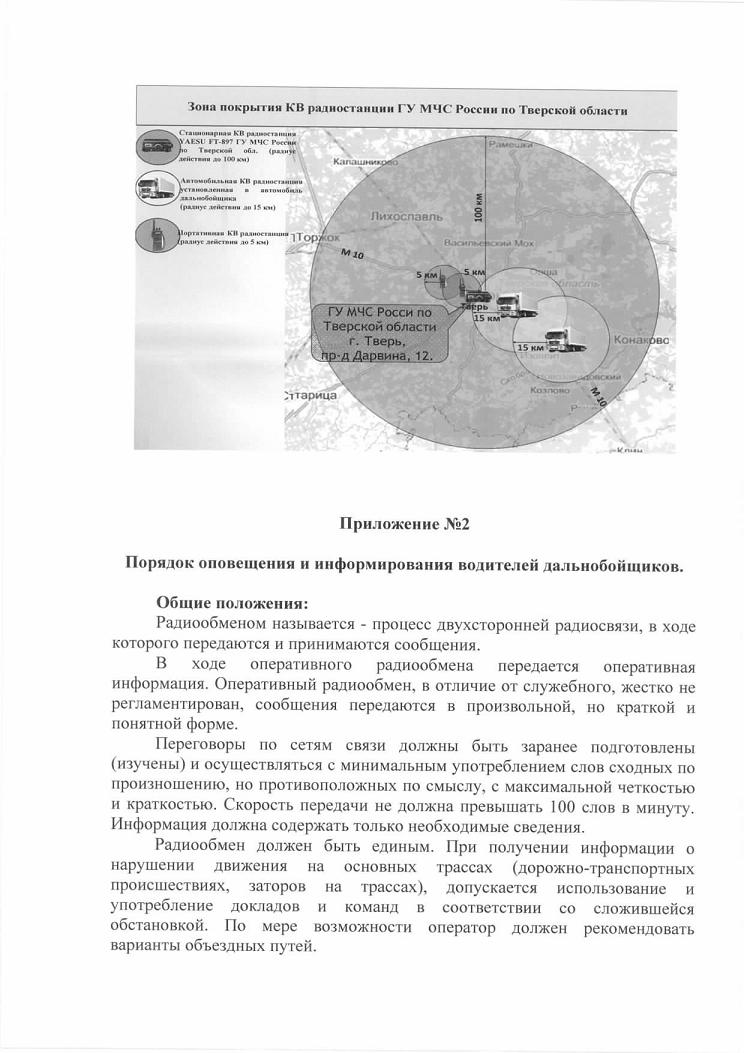 Зона покрытия КВ радиостанции ГУ МЧС России по Тверской области
Стационарная КВ радиостанция
YAESU FT-897 ГУ МЧС России
по Тверской обл. (радиус
действия до 100 км)
Автомобильная КВ радиостанция
установленная в автомобиль
дальнобойщика
(радиус действия до 15 км)
Портативная КВ радиостанция
(радиус действия до 5 км)
Рамешки
Калашниково
100 км
Лихославль
Торжок
Васильевский Мох
М 10
5 км
5 км
Орша
область
Тверь
15 км
ГУ МЧС Росси по
Тверской области
г. Тверь,
пр-д Дарвина, 12.
15 км
Конаково
Козлово
М 10
Старица
Клин
Приложение №2
Порядок оповещения и информирования водителей дальнобойщиков.
Общие положения:
Радиообменом называется - процесс двухсторонней радиосвязи, в ходе
которого передаются и принимаются сообщения.
В ходе оперативного радиообмена передается оперативная
информация. Оперативный радиообмен, в отличие от служебного, жестко не
регламентирован, сообщения передаются в произвольной, но краткой и
понятной форме.
Переговоры по сетям связи должны быть заранее подготовлены
(изучены) и осуществляться с минимальным употреблением слов сходных по
произношению, но противоположных по смыслу, с максимальной четкостью
и краткостью. Скорость передачи не должна превышать 100 слов в минуту.
Информация должна содержать только необходимые сведения.
Радиообмен должен быть единым. При получении информации о
нарушении движения на основных трассах (дорожно-транспортных
происшествиях, заторов на трассах), допускается использование и
употребление докладов и команд в соответствии со сложившейся
обстановкой. По мере возможности оператор должен рекомендовать
варианты объездных путей.